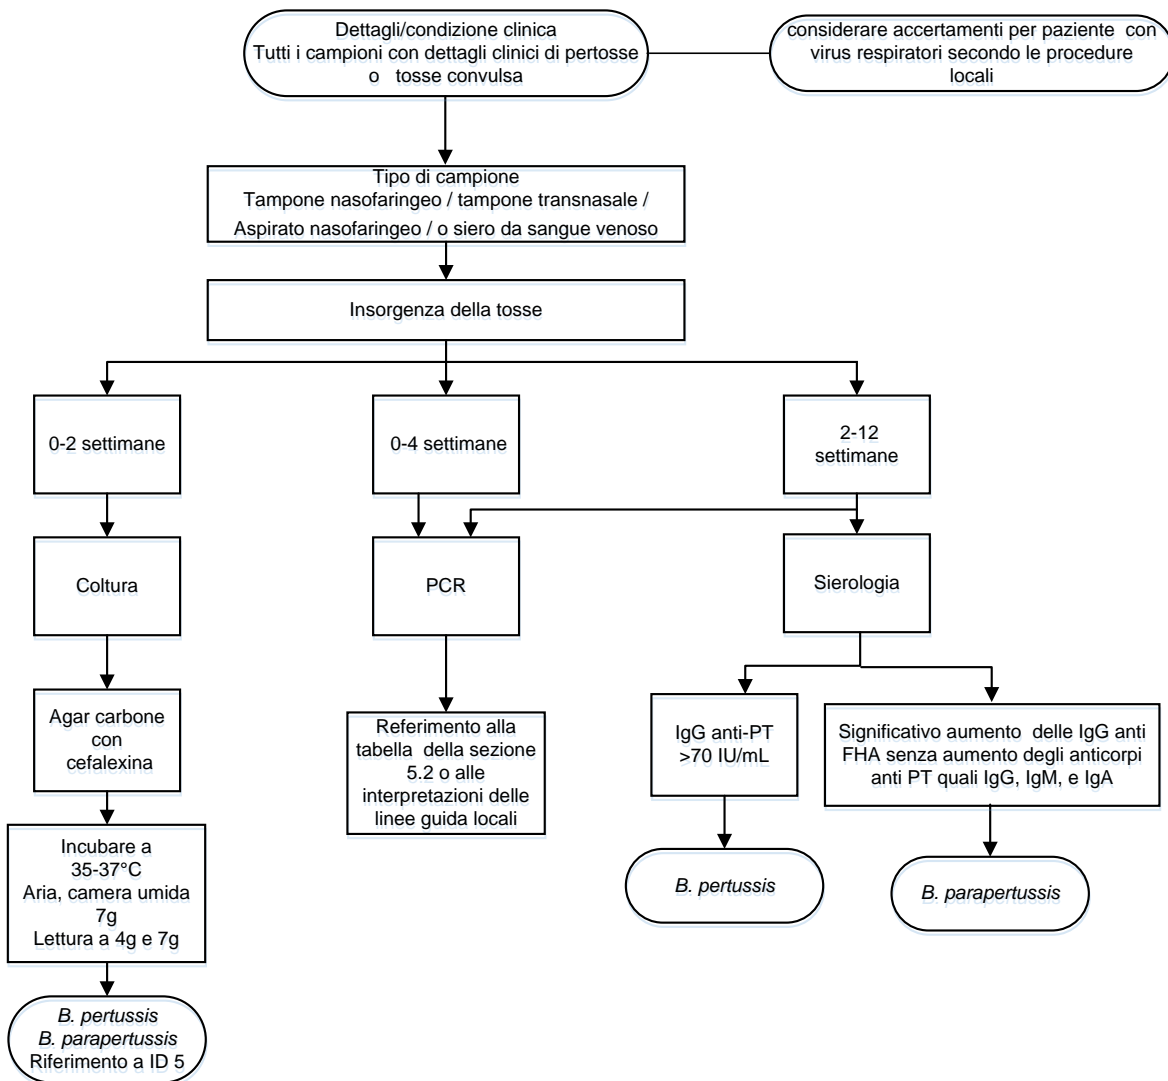 Dettagli/condizione clinica
Tutti i campioni con dettagli clinici di pertosse
o tosse convulsa
considerare accertamenti per paziente con
virus respiratori secondo le procedure
locali
Tipo di campione
Tampone nasofaringeo / tampone transnasale /
Aspirato nasofaringeo / o siero da sangue venoso
Insorgenza della tosse
0-2 settimane
0-4 settimane
2-12
settimane
Coltura
PCR
Sierologia
Agar carbone
con
cefalexina
Referimento alla
tabella della sezione
5.2 o alle
interpretazioni delle
linee guida locali
IgG anti-PT
>70 IU/mL
Significativo aumento delle IgG anti
FHA senza aumento degli anticorpi
anti PT quali IgG, IgM, e IgA
Incubare a
35-37°C
Aria, camera umida
7g
Lettura a 4g e 7g
B. pertussis
B. parapertussis
B. pertussis
B. parapertussis
Riferimento a ID 5